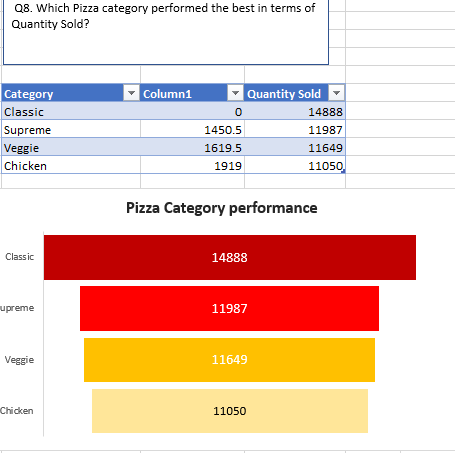 Q8. Which Pizza category performed the best in terms of
Quantity Sold?
Category Column1 Quantity Sold
Classic 0 14888
Supreme 1450.5 11987
Veggie 1619.5 11649
Chicken 1919 11050
Pizza Category performance
Classic 14888
upreme 11987
Veggie 11649
Chicken 11050